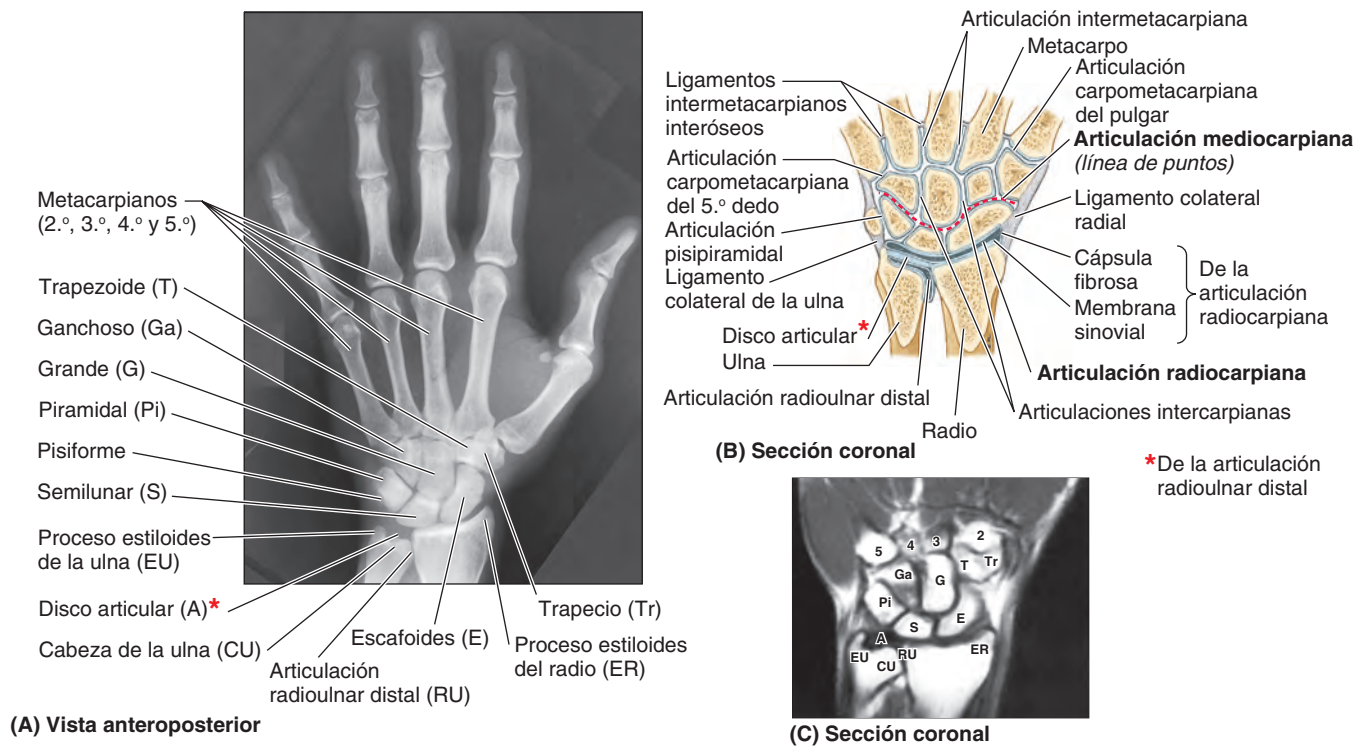 Metacarpianos
(2.º, 3.º, 4.º y 5.º)
Trapezoide (T)
Ganchoso (Ga)
Grande (G)
Piramidal (Pi)
Pisiforme
Semilunar (S)
Proceso estiloides
de la ulna (EU)
Disco articular (A)*
Cabeza de la ulna (CU)
Articulación
radioulnar distal (RU)
Escafoides (E)
Trapecio (Tr)
Proceso estiloides
del radio (ER)
(A) Vista anteroposterior
Articulación intermetacarpiana
Metacarpo
Articulación
carpometacarpiana
del pulgar
Articulación mediocarpiana
(línea de puntos)
Ligamento colateral
radial
Cápsula
fibrosa
Membrana
sinovial
De la
articulación
radiocarpiana
Articulación radiocarpiana
Articulaciones intercarpianas
Radio
Ligamentos
intermetacarpianos
interóseos
Articulación
carpometacarpiana
del 5.º dedo
Articulación
pisipiramidal
Ligamento
colateral de la ulna
Disco articular*
Ulna
Articulación radioulnar distal
(B) Sección coronal
*De la articulación
radioulnar distal
5 4 3 2
Ga G T Tr
Pi S E
A
EU CU RU ER
(C) Sección coronal